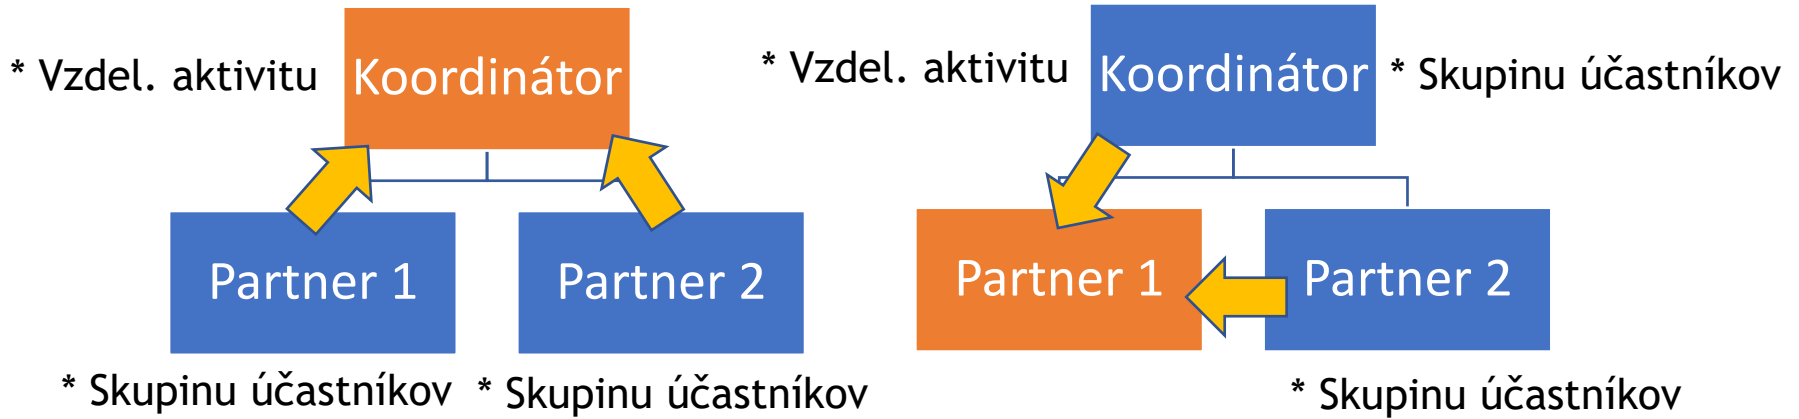 * Vzdel. aktivitu
Koordinátor
Partner 1
Partner 2
* Skupinu účastníkov
* Skupinu účastníkov
* Vzdel. aktivitu
Koordinátor
* Skupinu účastníkov
Partner 1
Partner 2
* Skupinu účastníkov